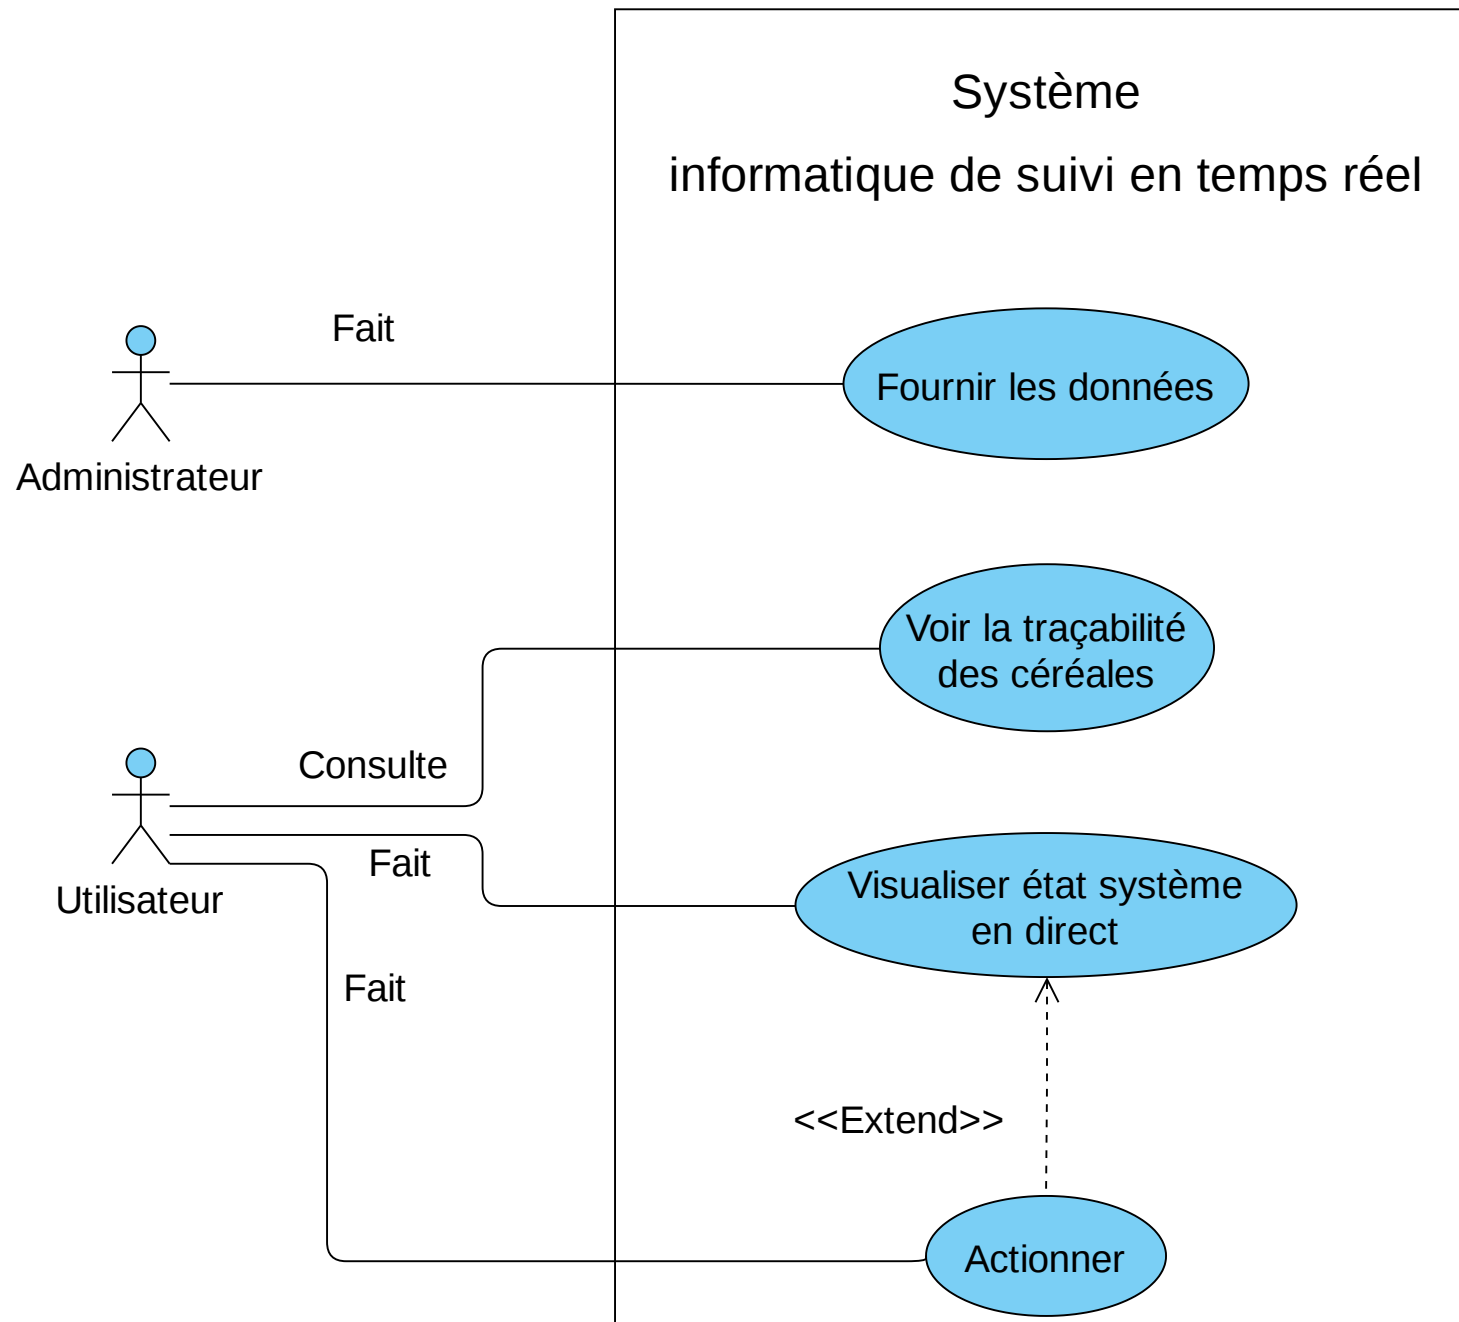 Système
informatique de suivi en temps réel
Fait
Fournir les données
Administrateur
Voir la traçabilité
des céréales
Consulte
Fait
Utilisateur
Visualiser état système
en direct
Fait
<<Extend>>
Actionner